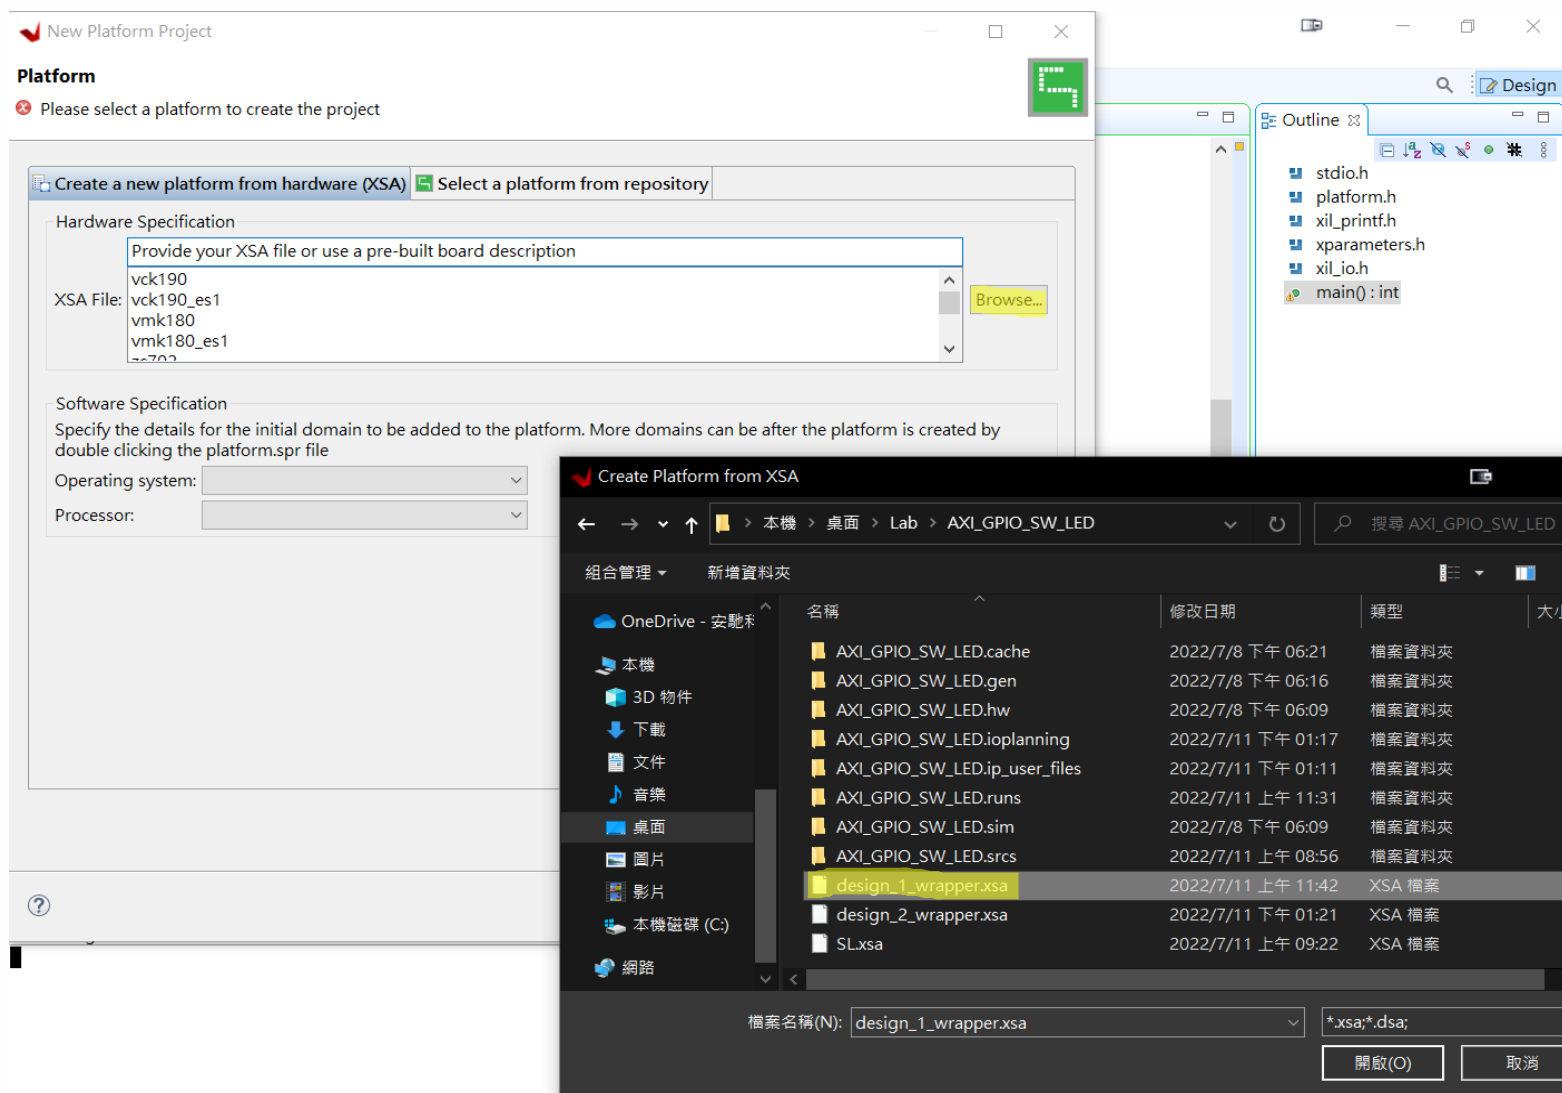 New Platform Project
Platform
Please select a platform to create the project
Design
Outline
stdio.h
platform.h
xil_printf.h
xparameters.h
xil_io.h
main() : int
Create a new platform from hardware (XSA)
Select a platform from repository
Hardware Specification
Provide your XSA file or use a pre-built board description
XSA File:
vck190
vck190_es1
vmk180
vmk180_es1
Browse...
Software Specification
Specify the details for the initial domain to be added to the platform. More domains can be after the platform is created by
double clicking the platform.spr file
Operating system:
Processor:
Create Platform from XSA
本機 > 桌面 > Lab > AXI_GPIO_SW_LED
搜尋 AXI_GPIO_SW_LED
組合管理
新增資料夾
OneDrive - 安馳
本機
3D 物件
下載
文件
音樂
桌面
圖片
影片
本機磁碟 (C:)
網路
名稱 修改日期 類型 大
AXI_GPIO_SW_LED.cache 2022/7/8 下午 06:21 檔案資料夾
AXI_GPIO_SW_LED.gen 2022/7/8 下午 06:16 檔案資料夾
AXI_GPIO_SW_LED.hw 2022/7/8 下午 06:09 檔案資料夾
AXI_GPIO_SW_LED.ioplanning 2022/7/11 下午 01:17 檔案資料夾
AXI_GPIO_SW_LED.ip_user_files 2022/7/11 下午 01:11 檔案資料夾
AXI_GPIO_SW_LED.runs 2022/7/11 上午 11:31 檔案資料夾
AXI_GPIO_SW_LED.sim 2022/7/8 下午 06:09 檔案資料夾
AXI_GPIO_SW_LED.srcs 2022/7/11 上午 08:56 檔案資料夾
design_1_wrapper.xsa 2022/7/11 上午 11:42 XSA 檔案
design_2_wrapper.xsa 2022/7/11 下午 01:21 XSA 檔案
SL.xsa 2022/7/11 上午 09:22 XSA 檔案
檔案名稱(N): design_1_wrapper.xsa
*.xsa;*.dsa;
開啟(O)
取消